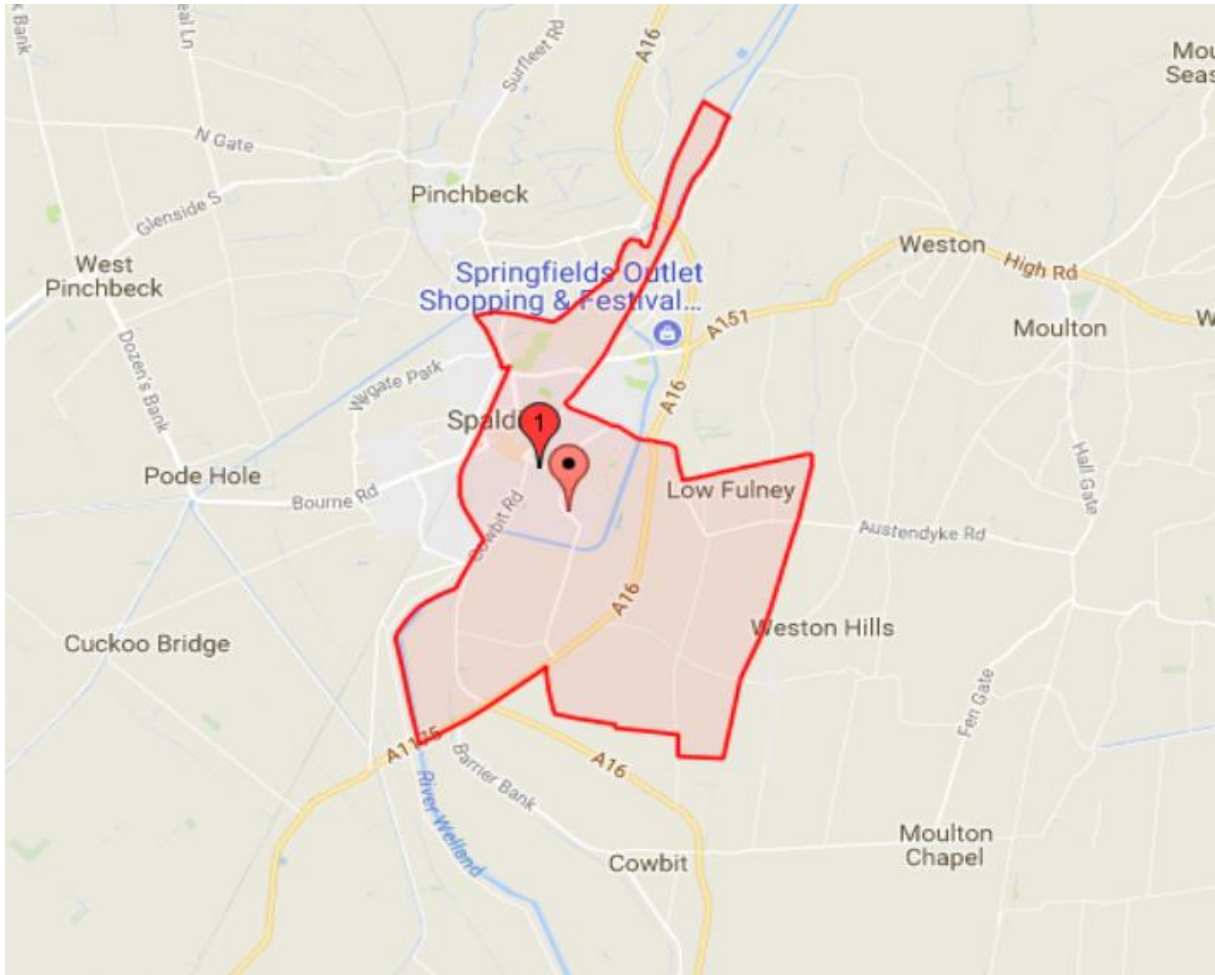 Bank
eal Ln
Surfleet Rd
A16
Mou
Seas
N Gate
Pinchbeck
Glenside S
Weston
High Rd
West
Pinchbeck
Springfields Outlet
Shopping & Festival...
A151
Moulton
W
Dozen's Bank
Wygate Park
A16
Spaldi
1
Hall Gate
Pode Hole
Bourne Rd
Low Fulney
Cowbit Rd
Austendyke Rd
A16
Weston Hills
Cuckoo Bridge
Fen Gate
A1175
Barrier Bank
A16
River Welland
Moulton
Chapel
Cowbit